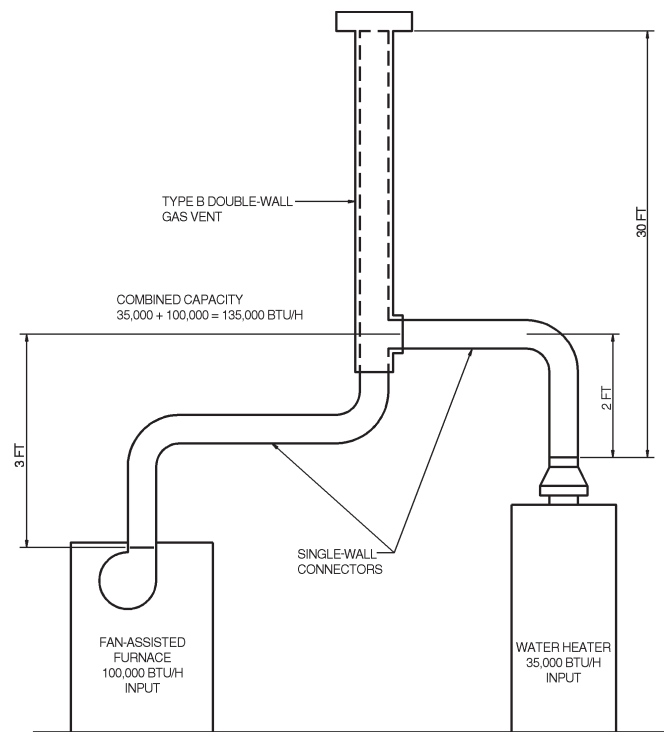 TYPE B DOUBLE-WALL
GAS VENT
30 FT
COMBINED CAPACITY
35,000 + 100,000 = 135,000 BTU/H
3 FT
2 FT
SINGLE-WALL
CONNECTORS
FAN-ASSISTED
FURNACE
100,000 BTU/H
INPUT
WATER HEATER
35,000 BTU/H
INPUT